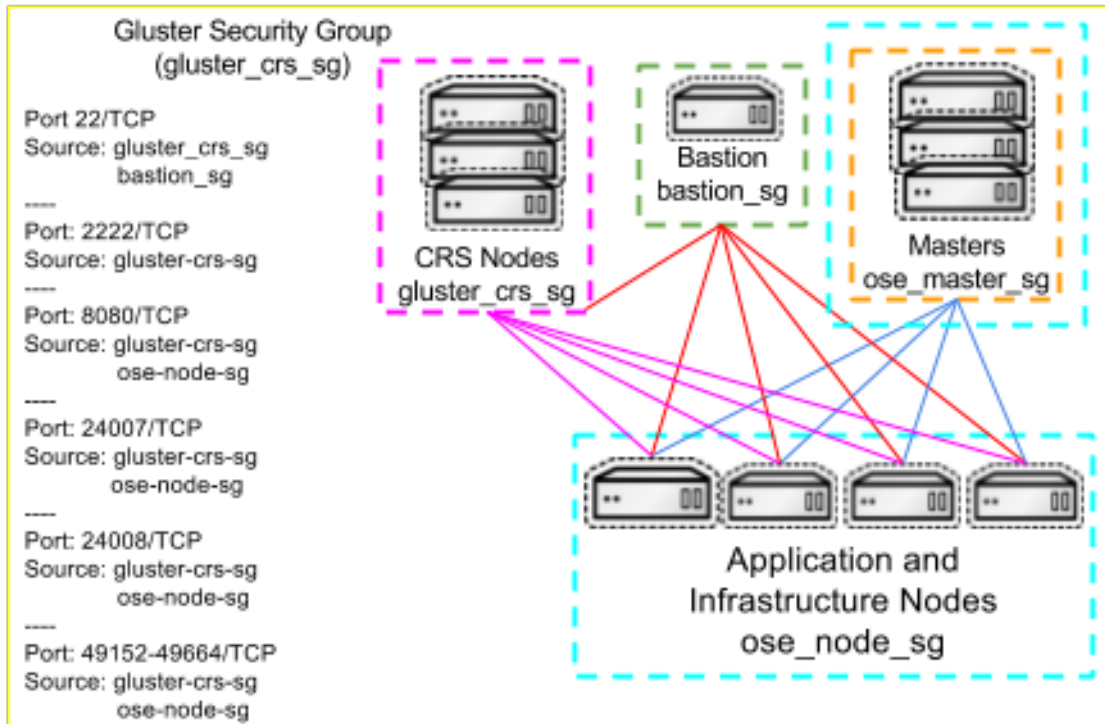 Gluster Security Group
(gluster_crs_sg)
Port 22/TCP
Source: gluster_crs_sg
bastion_sg
----
Port: 2222/TCP
Source: gluster-crs-sg
----
Port: 8080/TCP
Source: gluster-crs-sg
ose-node-sg
----
Port: 24007/TCP
Source: gluster-crs-sg
ose-node-sg
----
Port: 24008/TCP
Source: gluster-crs-sg
ose-node-sg
----
Port: 49152-49664/TCP
Source: gluster-crs-sg
ose-node-sg
CRS Nodes
gluster_crs_sg
Bastion
bastion_sg
Masters
ose_master_sg
Application and
Infrastructure Nodes
ose_node_sg